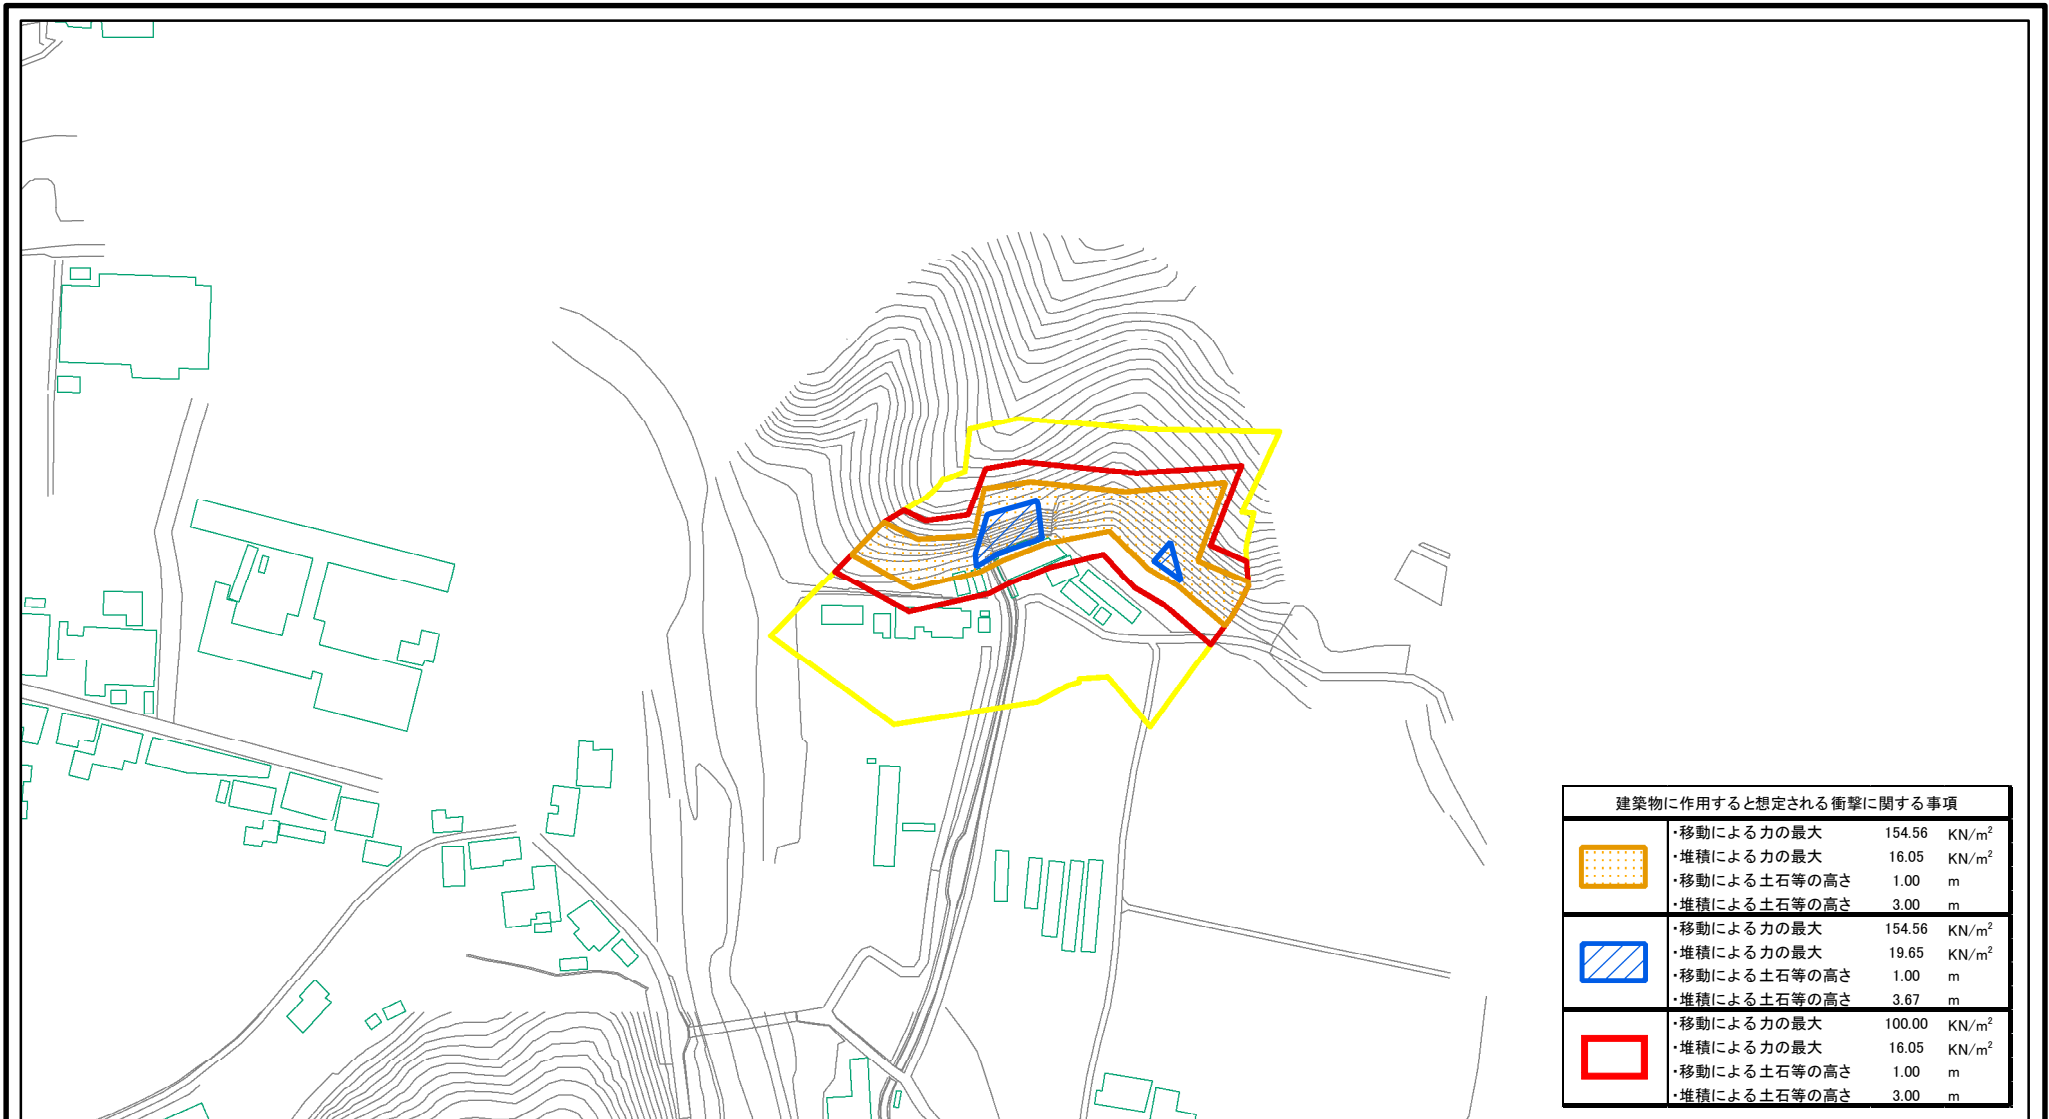 建築物に作用すると想定される衝撃に関する事項
・移動による力の最大 154.56 KN/m²
・堆積による力の最大 16.05 KN/m²
・移動による土石等の高さ 1.00 m
・堆積による土石等の高さ 3.00 m
・移動による力の最大 154.56 KN/m²
・堆積による力の最大 19.65 KN/m²
・移動による土石等の高さ 1.00 m
・堆積による土石等の高さ 3.67 m
・移動による力の最大 100.00 KN/m²
・堆積による力の最大 16.05 KN/m²
・移動による土石等の高さ 1.00 m
・堆積による土石等の高さ 3.00 m